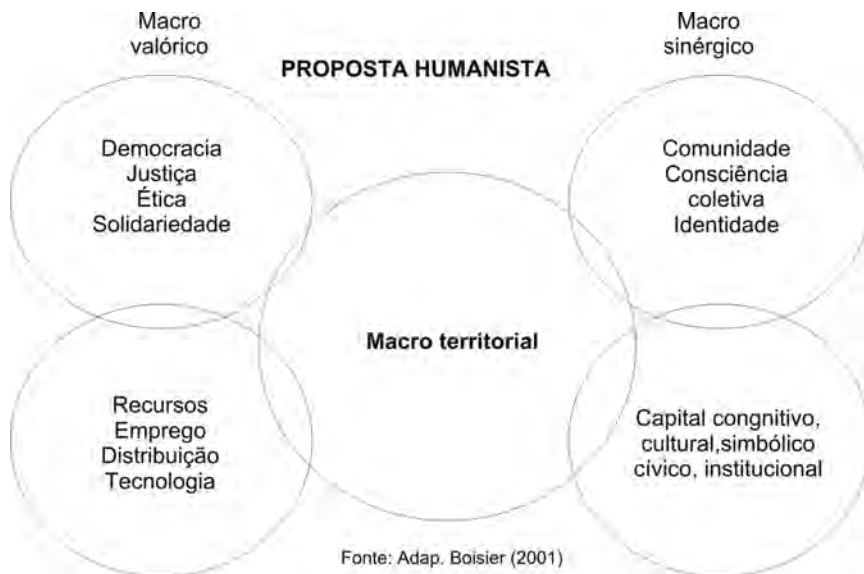 Macro
valórico
Macro
sinérgico
PROPOSTA HUMANISTA
Democracia
Justiça
Ética
Solidariedade
Comunidade
Consciência
coletiva
Identidade
Macro territorial
Recursos
Emprego
Distribuição
Tecnologia
Capital congnitivo,
cultural,simbólico
cívico, institucional
Fonte: Adap. Boisier (2001)